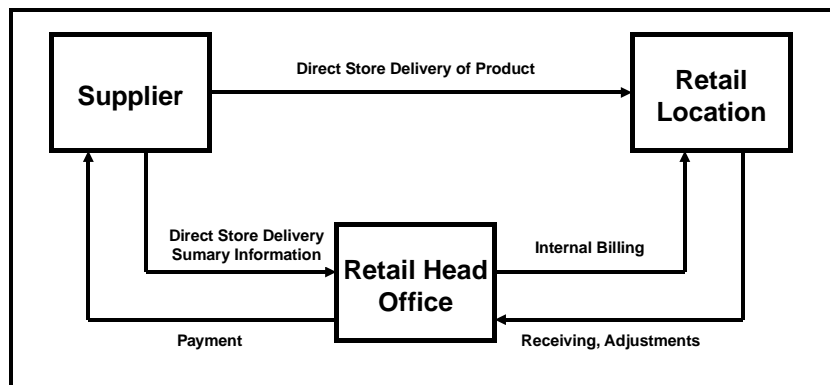 Direct Store Delivery of Product
Supplier
Retail
Location
Direct Store Delivery
Sumary Information
Retail Head
Office
Internal Billing
Payment
Receiving, Adjustments